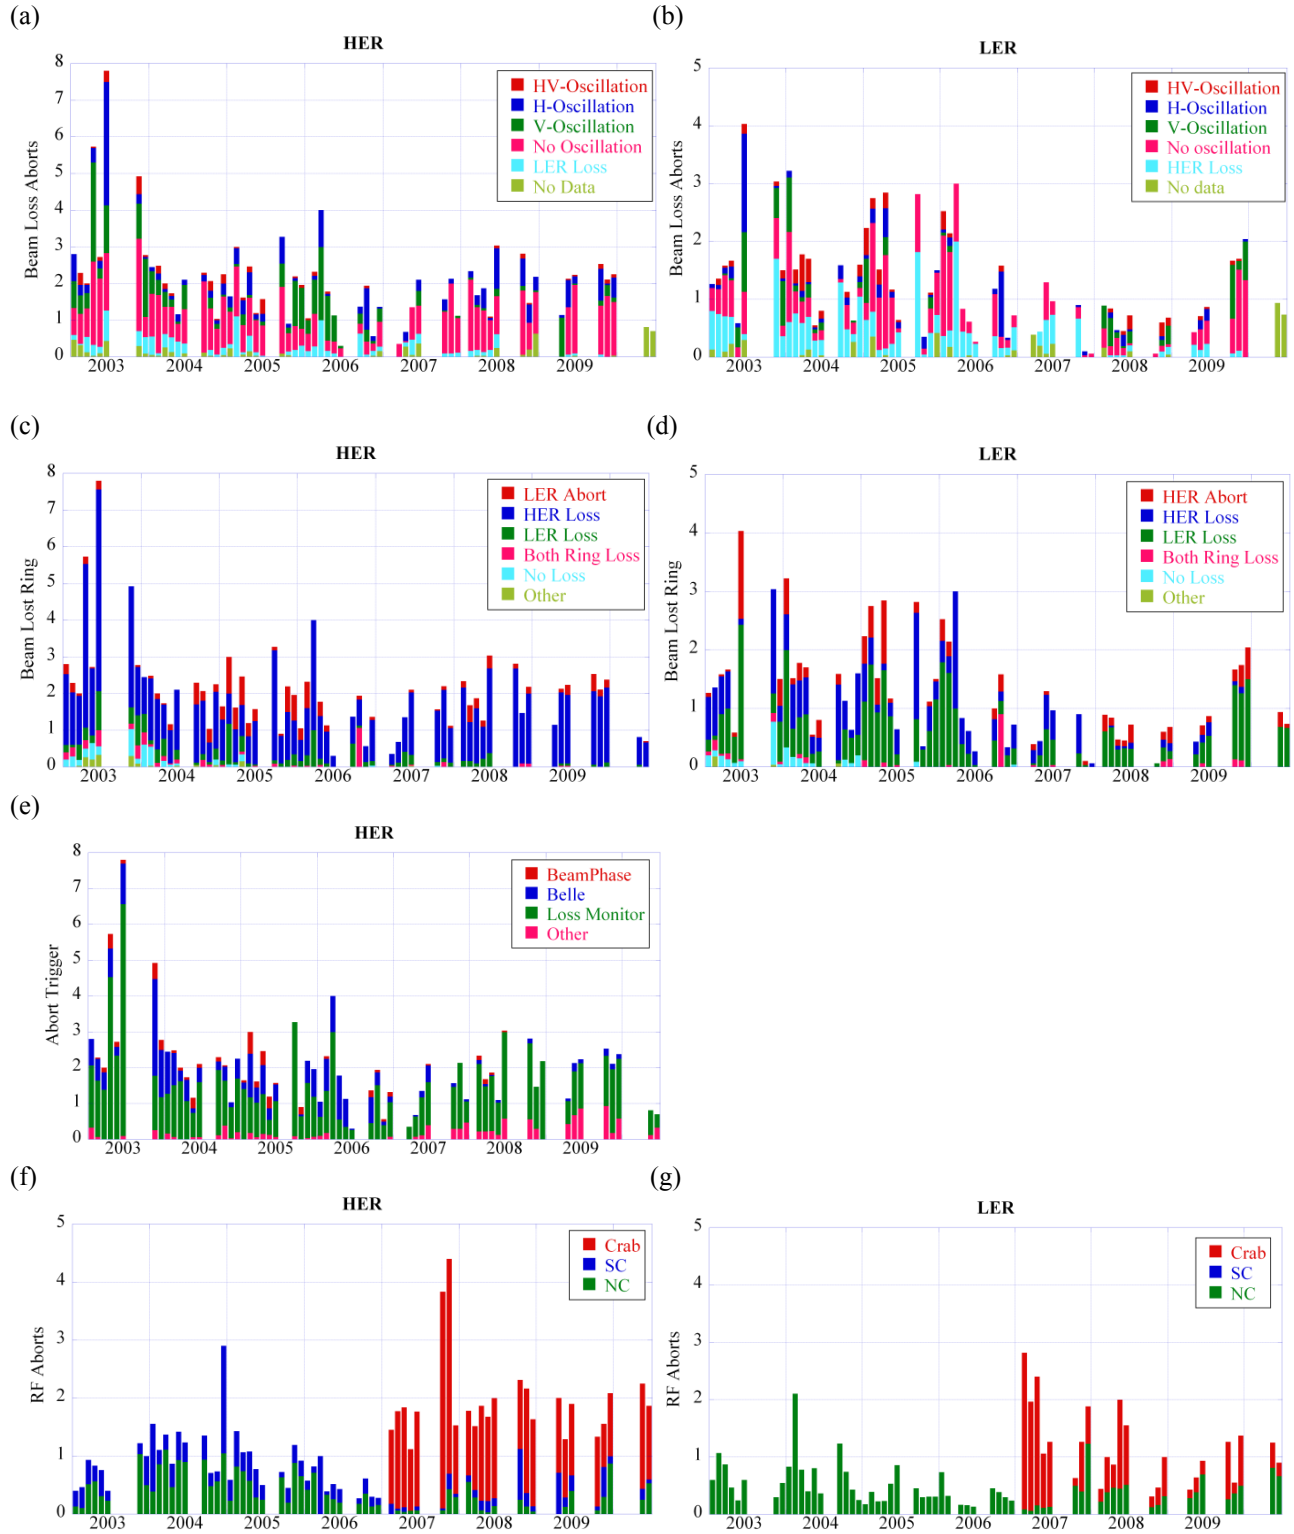 (a)
HER
Beam Loss Aborts
8
7
6
5
4
3
2
1
0
HV-Oscillation
H-Oscillation
V-Oscillation
No Oscillation
LER Loss
No Data
2003 2004 2005 2006 2007 2008 2009
(b)
LER
Beam Loss Aborts
5
4
3
2
1
0
HV-Oscillation
H-Oscillation
V-Oscillation
No oscillation
HER Loss
No data
2003 2004 2005 2006 2007 2008 2009
(c)
HER
Beam Lost Ring
8
7
6
5
4
3
2
1
0
LER Abort
HER Loss
LER Loss
Both Ring Loss
No Loss
Other
2003 2004 2005 2006 2007 2008 2009
(d)
LER
Beam Lost Ring
5
4
3
2
1
0
HER Abort
HER Loss
LER Loss
Both Ring Loss
No Loss
Other
2003 2004 2005 2006 2007 2008 2009
(e)
HER
Abort Trigger
8
7
6
5
4
3
2
1
0
BeamPhase
Belle
Loss Monitor
Other
2003 2004 2005 2006 2007 2008 2009
(f)
HER
RF Aborts
5
4
3
2
1
0
Crab
SC
NC
2003 2004 2005 2006 2007 2008 2009
(g)
LER
RF Aborts
5
4
3
2
1
0
Crab
SC
NC
2003 2004 2005 2006 2007 2008 2009